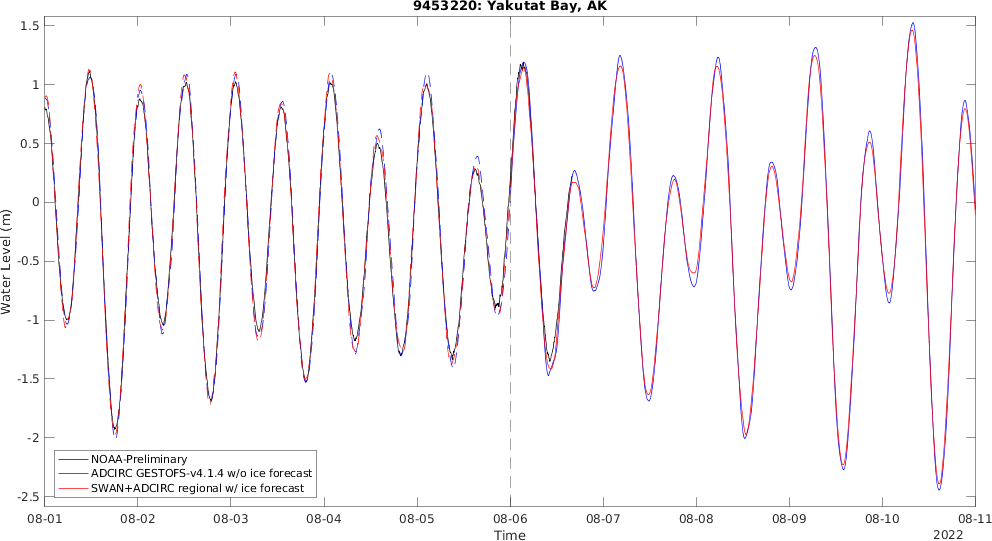 9453220: Yakutat Bay, AK
1.5
1
0.5
0
-0.5
-1
-1.5
-2
-2.5
Water Level (m)
NOAA-Preliminary
ADCIRC GESTOFS-v4.1.4 w/o ice forecast
SWAN+ADCIRC regional w/ ice forecast
08-01 08-02 08-03 08-04 08-05 08-06 08-07 08-08 08-09 08-10 08-11
Time
2022